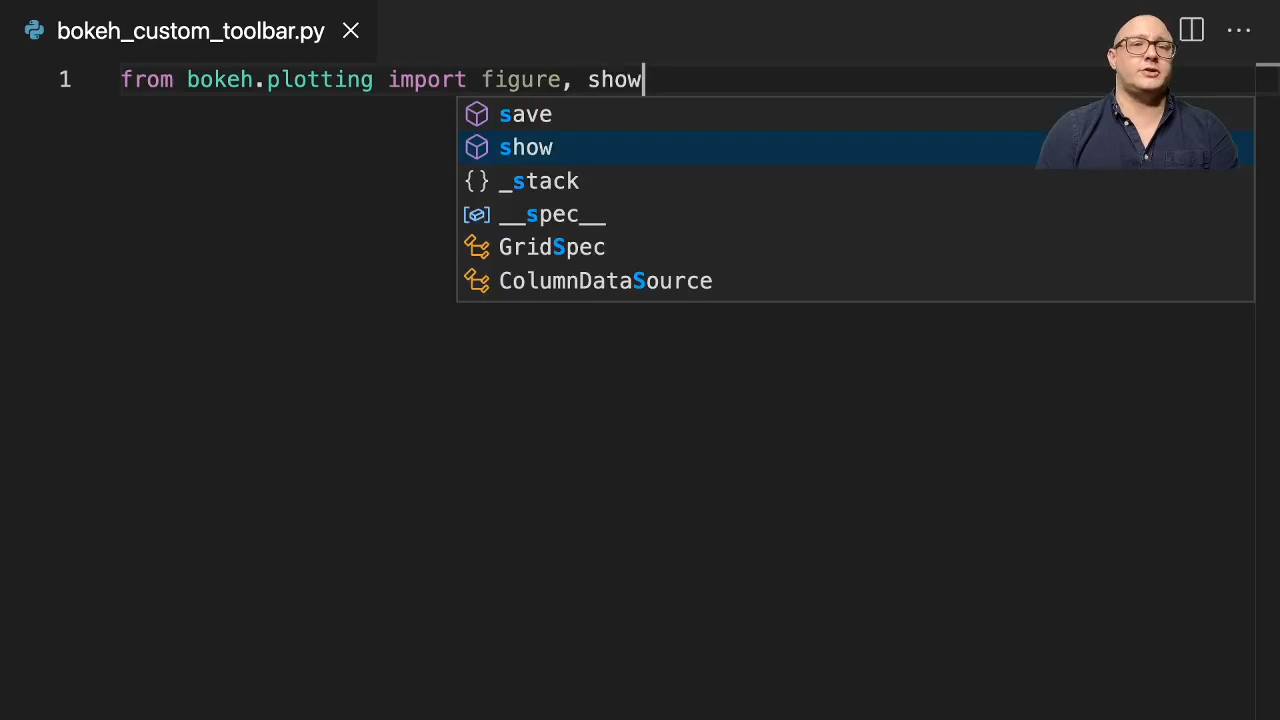 bokeh_custom_toolbar.py
1 from bokeh.plotting import figure, show
save
show
_stack
__spec__
GridSpec
ColumnDataSource